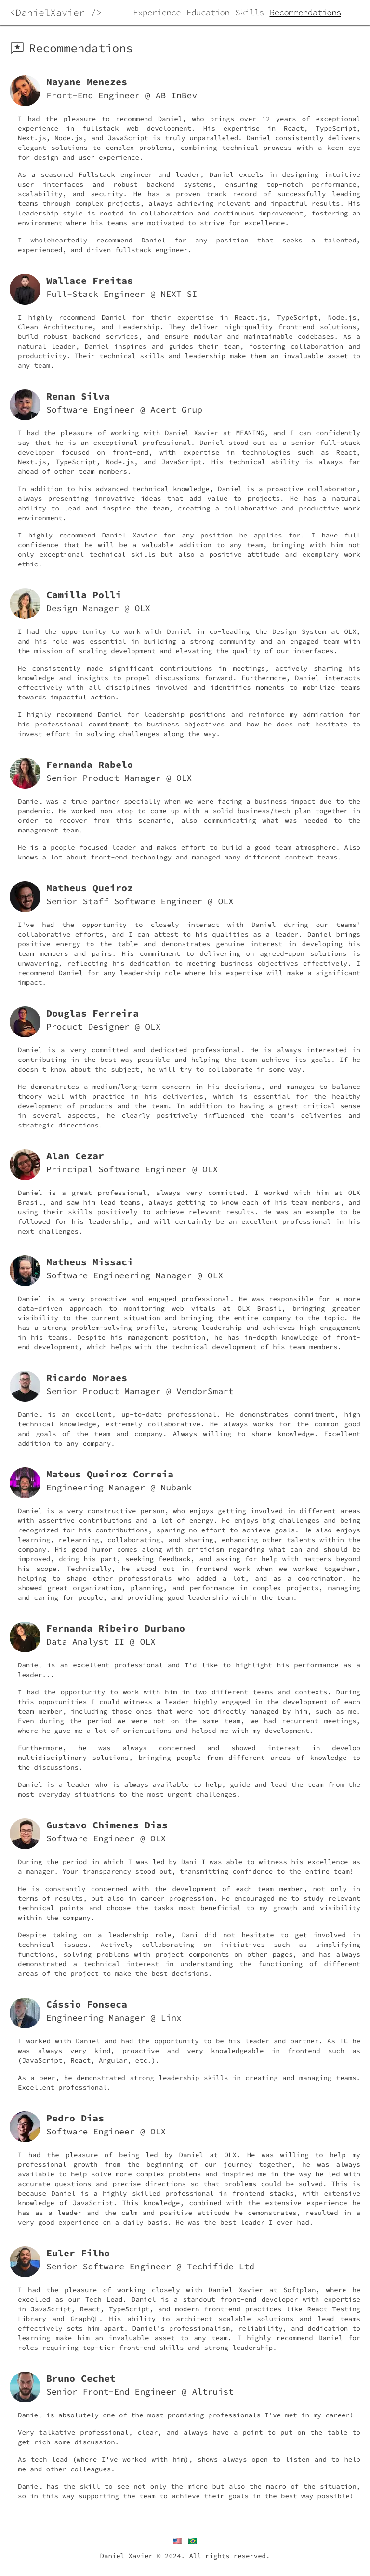 <DanielXavier />
Experience Education Skills Recommendations
Recommendations
Nayane Menezes
Front-End Engineer @ AB InBev
I had the pleasure to recommend Daniel, who brings over 12 years of exceptional
experience in fullstack web development. His expertise in React, TypeScript,
Next.js, Node.js, and JavaScript is truly unparalleled. Daniel consistently delivers
elegant solutions to complex problems, combining technical prowess with a keen eye
for design and user experience.
As a seasoned Fullstack engineer and leader, Daniel excels in designing intuitive
user interfaces and robust backend systems, ensuring top-notch performance,
scalability, and security. He has a proven track record of successfully leading
teams through complex projects, always achieving relevant and impactful results. His
leadership style is rooted in collaboration and continuous improvement, fostering an
environment where his teams are motivated to strive for excellence.
I wholeheartedly recommend Daniel for any position that seeks a talented,
experienced, and driven fullstack engineer.
Wallace Freitas
Full-Stack Engineer @ NEXT SI
I highly recommend Daniel for their expertise in React.js, TypeScript, Node.js,
Clean Architecture, and Leadership. They deliver high-quality front-end solutions,
build robust backend services, and ensure modular and maintainable codebases. As a
natural leader, Daniel inspires and guides their team, fostering collaboration and
productivity. Their technical skills and leadership make them an invaluable asset to
any team.
Renan Silva
Software Engineer @ Acert Grup
I had the pleasure of working with Daniel Xavier at MEANING, and I can confidently
say that he is an exceptional professional. Daniel stood out as a senior full-stack
developer focused on front-end, with expertise in technologies such as React,
Next.js, TypeScript, Node.js, and JavaScript. His technical ability is always far
ahead of other team members.
In addition to his advanced technical knowledge, Daniel is a proactive collaborator,
always presenting innovative ideas that add value to projects. He has a natural
ability to lead and inspire the team, creating a collaborative and productive work
environment.
I highly recommend Daniel Xavier for any position he applies for. I have full
confidence that he will be a valuable addition to any team, bringing with him not
only exceptional technical skills but also a positive attitude and exemplary work
ethic.
Camilla Polli
Design Manager @ OLX
I had the opportunity to work with Daniel in co-leading the Design System at OLX,
and his role was essential in building a strong community and an engaged team with
the mission of scaling development and elevating the quality of our interfaces.
He consistently made significant contributions in meetings, actively sharing his
knowledge and insights to propel discussions forward. Furthermore, Daniel interacts
effectively with all disciplines involved and identifies moments to mobilize teams
towards impactful action.
I highly recommend Daniel for leadership positions and reinforce my admiration for
his professional commitment to business objectives and how he does not hesitate to
invest effort in solving challenges along the way.
Fernanda Rabelo
Senior Product Manager @ OLX
Daniel was a true partner specially when we were facing a business impact due to the
pandemic. He worked non stop to come up with a solid business/tech plan together in
order to recover from this scenario, also communicating what was needed to the
management team.
He is a people focused leader and makes effort to build a good team atmosphere. Also
knows a lot about front-end technology and managed many different context teams.
Matheus Queiroz
Senior Staff Software Engineer @ OLX
I've had the opportunity to closely interact with Daniel during our teams'
collaborative efforts, and I can attest to his qualities as a leader. Daniel brings
positive energy to the table and demonstrates genuine interest in developing his
team members and pairs. His commitment to delivering on agreed-upon solutions is
unwavering, reflecting his dedication to meeting business objectives effectively. I
recommend Daniel for any leadership role where his expertise will make a significant
impact.
Douglas Ferreira
Product Designer @ OLX
Daniel is a very committed and dedicated professional. He is always interested in
contributing in the best way possible and helping the team achieve its goals. If he
doesn't know about the subject, he will try to collaborate in some way.
He demonstrates a medium/long-term concern in his decisions, and manages to balance
theory well with practice in his deliveries, which is essential for the healthy
development of products and the team. In addition to having a great critical sense
in several aspects, he clearly positively influenced the team's deliveries and
strategic directions.
Alan Cezar
Principal Software Engineer @ OLX
Daniel is a great professional, always very committed. I worked with him at OLX
Brasil, and saw him lead teams, always getting to know each of his team members, and
using their skills positively to achieve relevant results. He was an example to be
followed for his leadership, and will certainly be an excellent professional in his
next challenges.
Matheus Missaci
Software Engineering Manager @ OLX
Daniel is a very proactive and engaged professional. He was responsible for a more
data-driven approach to monitoring web vitals at OLX Brasil, bringing greater
visibility to the current situation and bringing the entire company to the topic. He
has a strong problem-solving profile, strong leadership and achieves high engagement
in his teams. Despite his management position, he has in-depth knowledge of front-
end development, which helps with the technical development of his team members.
Ricardo Moraes
Senior Product Manager @ VendorSmart
Daniel is an excellent, up-to-date professional. He demonstrates commitment, high
technical knowledge, extremely collaborative. He always works for the common good
and goals of the team and company. Always willing to share knowledge. Excellent
addition to any company.
Mateus Queiroz Correia
Engineering Manager @ Nubank
Daniel is a very constructive person, who enjoys getting involved in different areas
with assertive contributions and a lot of energy. He enjoys big challenges and being
recognized for his contributions, sparing no effort to achieve goals. He also enjoys
learning, relearning, collaborating, and sharing, enhancing other talents within the
company. His good humor comes along with criticism regarding what can and should be
improved, doing his part, seeking feedback, and asking for help with matters beyond
his scope. Technically, he stood out in frontend work when we worked together,
helping to shape other professionals who added a lot, and as a coordinator, he
showed great organization, planning, and performance in complex projects, managing
and caring for people, and providing good leadership within the team.
Fernanda Ribeiro Durbano
Data Analyst II @ OLX
Daniel is an excellent professional and I'd like to highlight his performance as a
leader...
I had the opportunity to work with him in two different teams and contexts. During
this oppotunities I could witness a leader highly engaged in the development of each
team member, including those ones that were not directly managed by him, such as me.
Even during the period we were not on the same team, we had recurrent meetings,
where he gave me a lot of orientations and helped me with my development.
Furthermore, he was always concerned and showed interest in develop
multidisciplinary solutions, bringing people from different areas of knowledge to
the discussions.
Daniel is a leader who is always available to help, guide and lead the team from the
most everyday situations to the most urgent challenges.
Gustavo Chimenes Dias
Software Engineer @ OLX
During the period in which I was led by Dani I was able to witness his excellence as
a manager. Your transparency stood out, transmitting confidence to the entire team!
He is constantly concerned with the development of each team member, not only in
terms of results, but also in career progression. He encouraged me to study relevant
technical points and choose the tasks most beneficial to my growth and visibility
within the company.
Despite taking on a leadership role, Dani did not hesitate to get involved in
technical issues. Actively collaborating on initiatives such as simplifying
functions, solving problems with project components on other pages, and has always
demonstrated a technical interest in understanding the functioning of different
areas of the project to make the best decisions.
Cássio Fonseca
Engineering Manager @ Linx
I worked with Daniel and had the opportunity to be his leader and partner. As IC he
was always very kind, proactive and very knowledgeable in frontend such as
(JavaScript, React, Angular, etc.).
As a peer, he demonstrated strong leadership skills in creating and managing teams.
Excellent professional.
Pedro Dias
Software Engineer @ OLX
I had the pleasure of being led by Daniel at OLX. He was willing to help my
professional growth from the beginning of our journey together, he was always
available to help solve more complex problems and inspired me in the way he led with
accurate questions and precise directions so that problems could be solved. This is
because Daniel is a highly skilled professional in frontend stacks, with extensive
knowledge of JavaScript. This knowledge, combined with the extensive experience he
has as a leader and the calm and positive attitude he demonstrates, resulted in a
very good experience on a daily basis. He was the best leader I ever had.
Euler Filho
Senior Software Engineer @ Techifide Ltd
I had the pleasure of working closely with Daniel Xavier at Softplan, where he
excelled as our Tech Lead. Daniel is a standout front-end developer with expertise
in JavaScript, React, TypeScript, and modern front-end practices like React Testing
Library and GraphQL. His ability to architect scalable solutions and lead teams
effectively sets him apart. Daniel's professionalism, reliability, and dedication to
learning make him an invaluable asset to any team. I highly recommend Daniel for
roles requiring top-tier front-end skills and strong leadership.
Bruno Cechet
Senior Front-End Engineer @ Altruist
Daniel is absolutely one of the most promising professionals I've met in my career!
Very talkative professional, clear, and always have a point to put on the table to
get rich some discussion.
As tech lead (where I've worked with him), shows always open to listen and to help
me and other colleagues.
Daniel has the skill to see not only the micro but also the macro of the situation,
so in this way supporting the team to achieve their goals in the best way possible!
Daniel Xavier © 2024. All rights reserved.